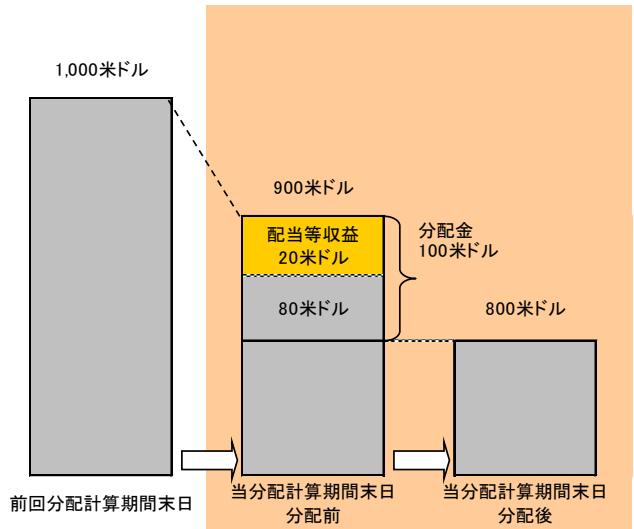 1,000米ドル
900米ドル
配当等収益
20米ドル
分配金
100米ドル
80米ドル
800米ドル
前回分配計算期間末日
当分配計算期間末日
分配前
当分配計算期間末日
分配後